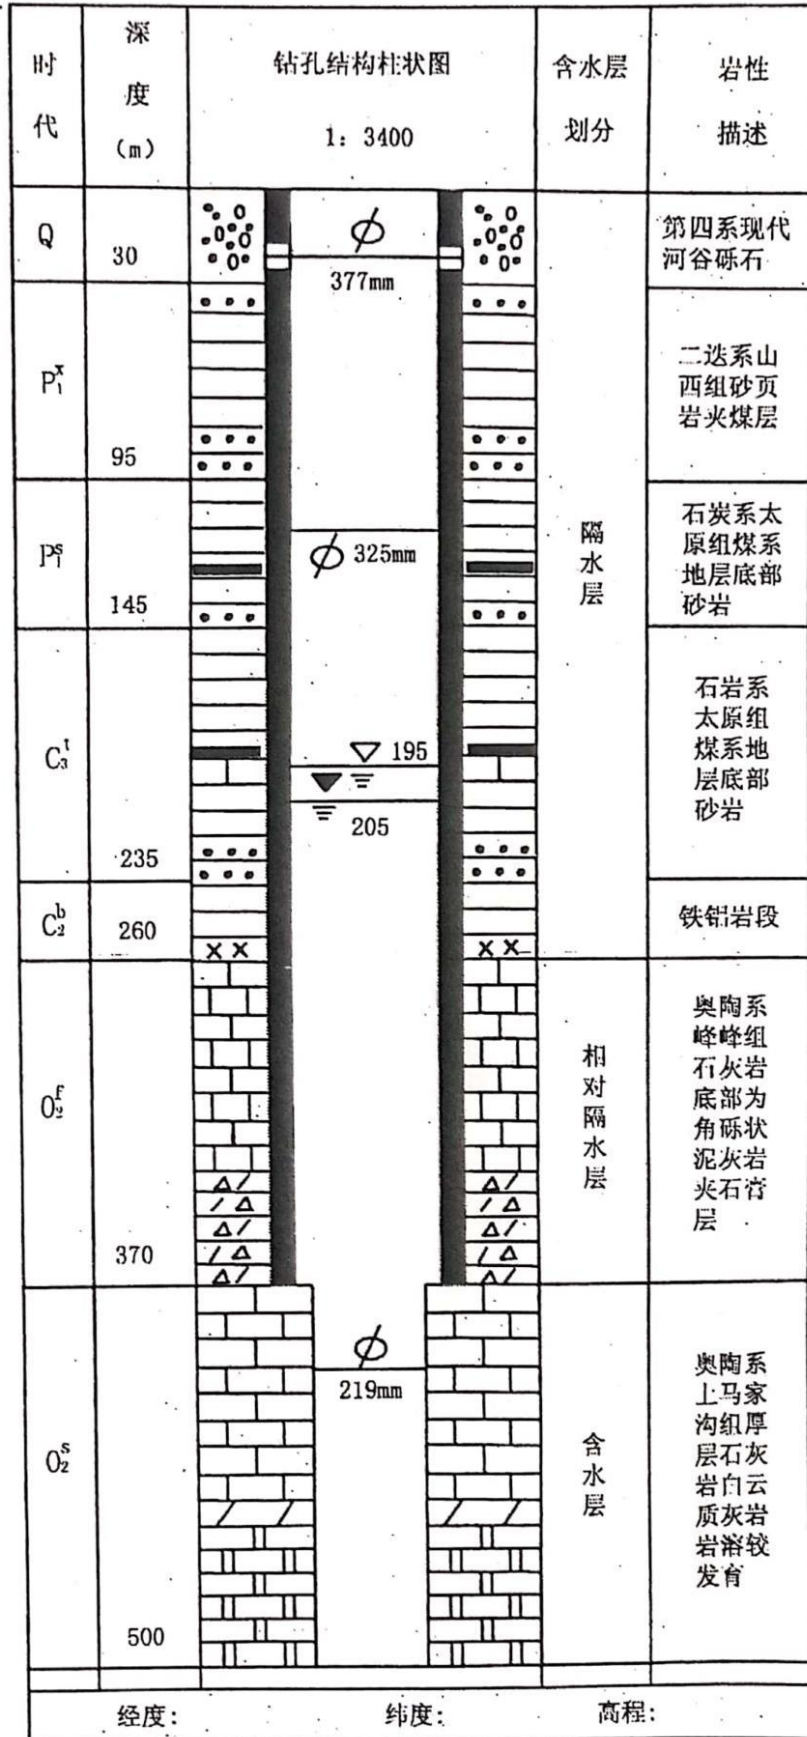 时代
深度(m)
钻孔结构柱状图
1: 3400
含水层
划分
岩性
描述
Q
30
ϕ
377mm
第四系现代
河谷砾石
P₁ˣ
95
二迭系山
西组砂页
岩夹煤层
隔水层
P₁ˢ
145
ϕ 325mm
石炭系太
原组煤系
地层底部
砂岩
C₃ᵗ
235
195
205
石岩系
太原组
煤系地
层底部
砂岩
C₂ᵇ
260
铁铝岩段
O₂ᶠ
370
相对隔水层
奥陶系
峰峰组
石灰岩
底部为
角砾状
泥灰岩
夹石膏
层
O₂ˢ
500
ϕ
219mm
含水层
奥陶系
上马家
沟组厚
层石灰
岩白云
质灰岩
岩溶较
发育
经度: 纬度: 高程: